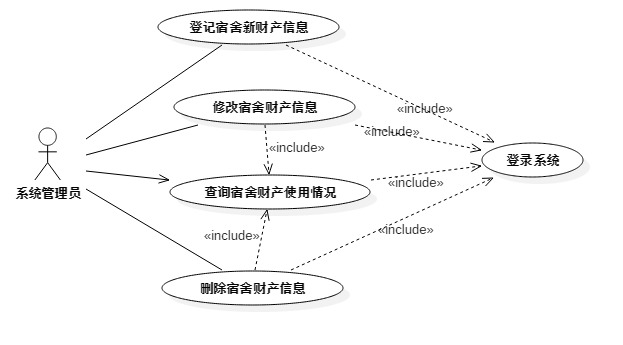 登记宿舍新财产信息
«include»
修改宿舍财产信息
«include»
«include»
登录系统
系统管理员
查询宿舍财产使用情况
«include»
«include»
«include»
删除宿舍财产信息